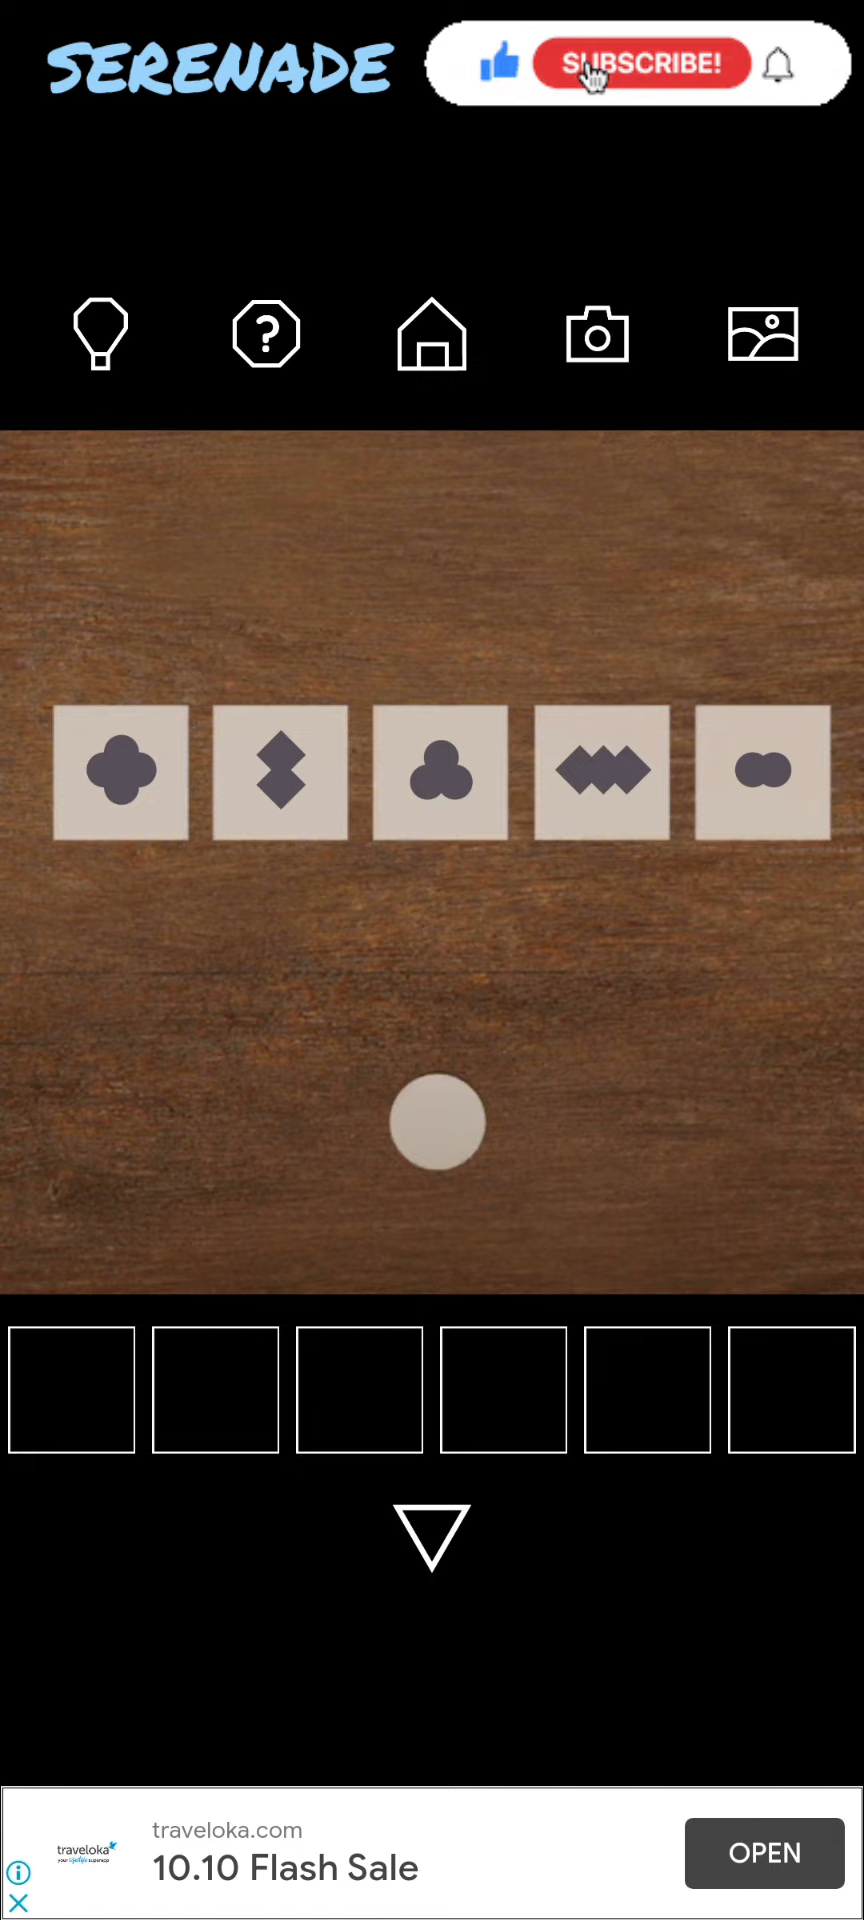 SERENADE
SUBSCRIBE!
?
traveloka.com
10.10 Flash Sale
OPEN
traveloka